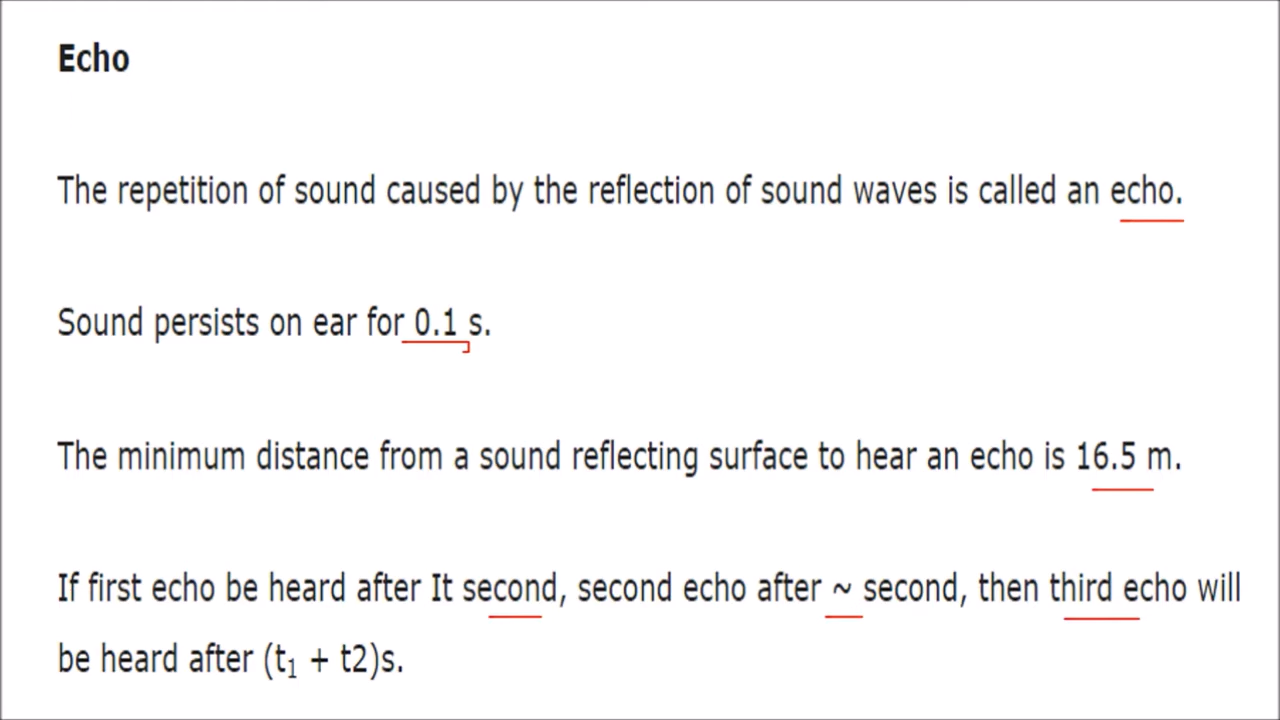 Echo
The repetition of sound caused by the reflection of sound waves is called an echo.
Sound persists on ear for 0.1 s.
The minimum distance from a sound reflecting surface to hear an echo is 16.5 m.
If first echo be heard after It second, second echo after ~ second, then third echo will
be heard after (t₁ + t2)s.